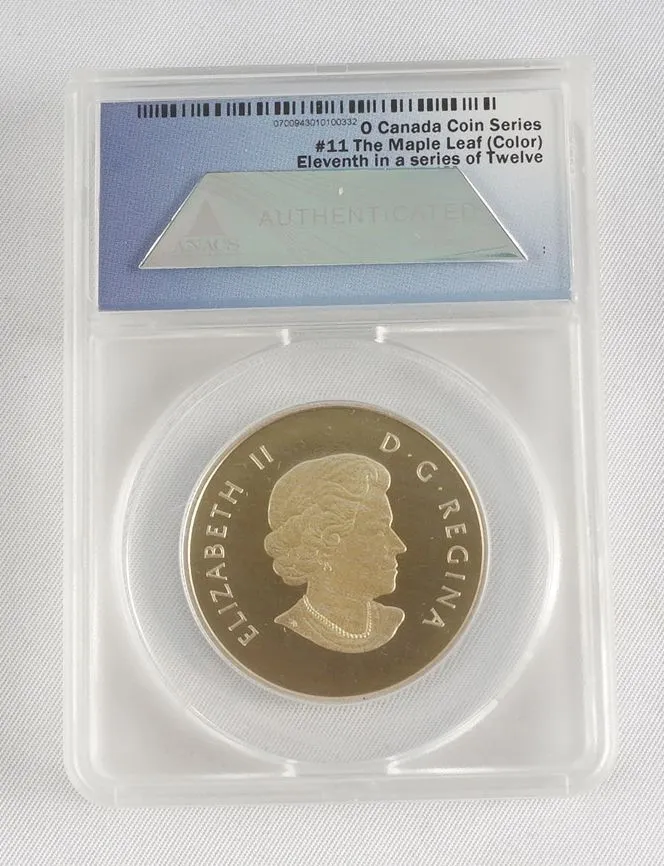 0700943010100332
O Canada Coin Series
#11 The Maple Leaf (Color)
Eleventh in a series of Twelve
AUTHENTICATED
ANACS
ELIZABETH II D·G·REGINA